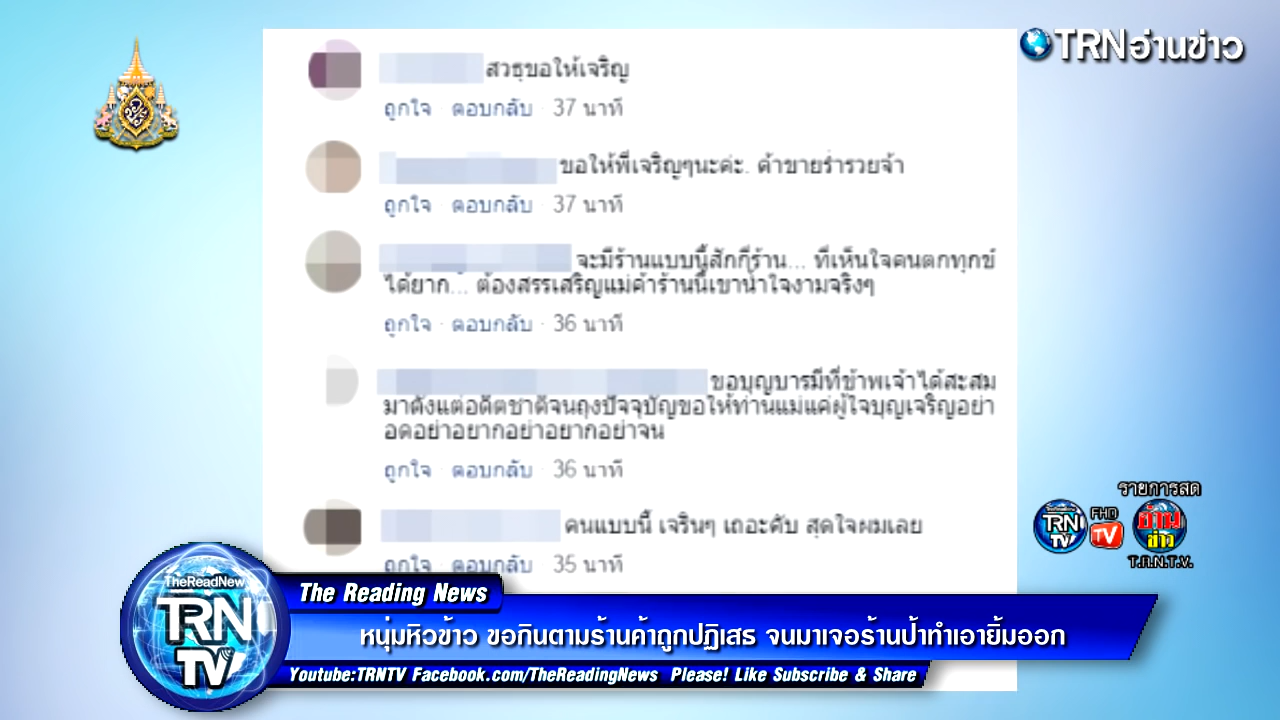 TRNอ่านข่าว
สวธุขอให้เจริญ
ถูกใจ · ตอบกลับ · 37 นาที
ขอให้พี่เจริญๆนะค่ะ. ค้าขายร่ำรวยจ้า
ถูกใจ · ตอบกลับ · 37 นาที
จะมีร้านแบบนี้สักกี่ร้าน... ที่เห็นใจคนตกทุกข์
ได้ยาก... ต้องสรรเสริญแม่ค้าร้านนี้เขาน้ำใจงามจริงๆ
ถูกใจ · ตอบกลับ · 36 นาที
ขอบุญบารมีที่ข้าพเจ้าได้สะสม
มาตั้งแต่อดีตชาติจนถุงปัจจุบัญขอให้ท่านแม่แค่ผู้ใจบุญเจริญอย่า
อดอย่าอยากอย่าอยากอย่าจน
ถูกใจ · ตอบกลับ · 36 นาที
คนแบบนี้ เจรินๆ เถอะคับ สุดใจผมเลย
ถูกใจ · ตอบกลับ · 35 นาที
รายการสด
TRN
TV
FHD
TV
อ่าน
ข่าว
T.R.N.T.V.
TheReadNew
TRN
TV
The Reading News
หนุ่มหิวข้าว ขอกินตามร้านค้าถูกปฏิเสธ จนมาเจอร้านป้าทำเอายิ้มออก
Youtube:TRNTV Facebook.com/TheReadingNews Please! Like Subscribe & Share